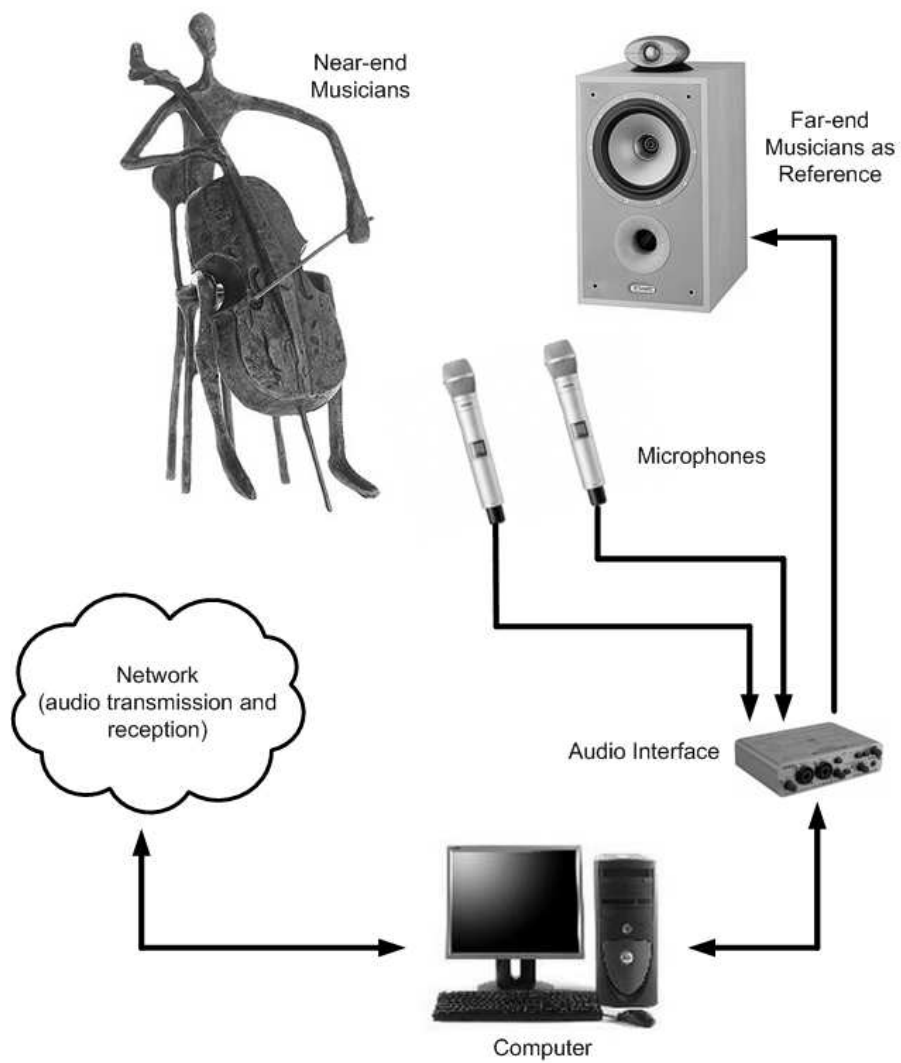 Near-end
Musicians
Far-end
Musicians as
Reference
Microphones
Network
(audio transmission and
reception)
Audio Interface
Computer